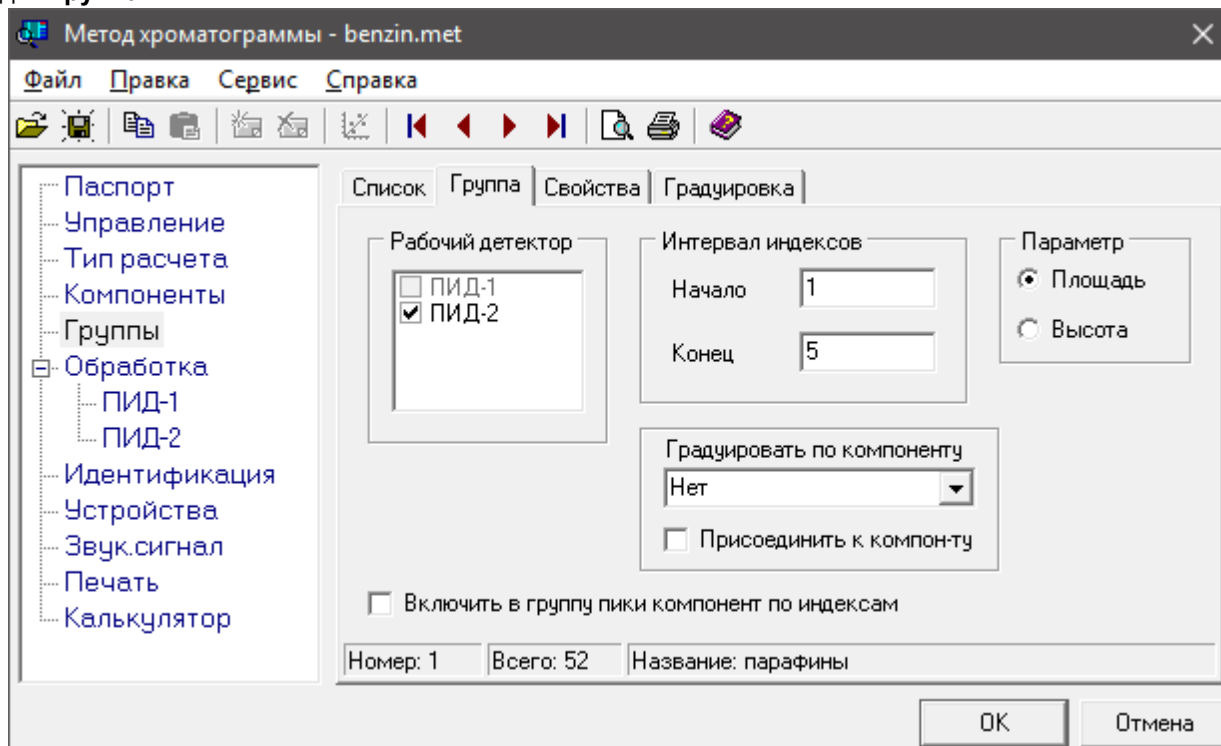 Метод хроматограммы - benzin.met
Файл Правка Сервис Справка
Паспорт
Управление
Тип расчета
Компоненты
Группы
Обработка
ПИД-1
ПИД-2
Идентификация
Устройства
Звук.сигнал
Печать
Калькулятор
Список Группа Свойства Градуировка
Рабочий детектор
ПИД-1
ПИД-2
Интервал индексов
Начало 1
Конец 5
Параметр
Площадь
Высота
Градуировать по компоненту
Нет
Присоединить к компон-ту
Включить в группу пики компонент по индексам
Номер: 1 Всего: 52 Название: парафины
OK Отмена